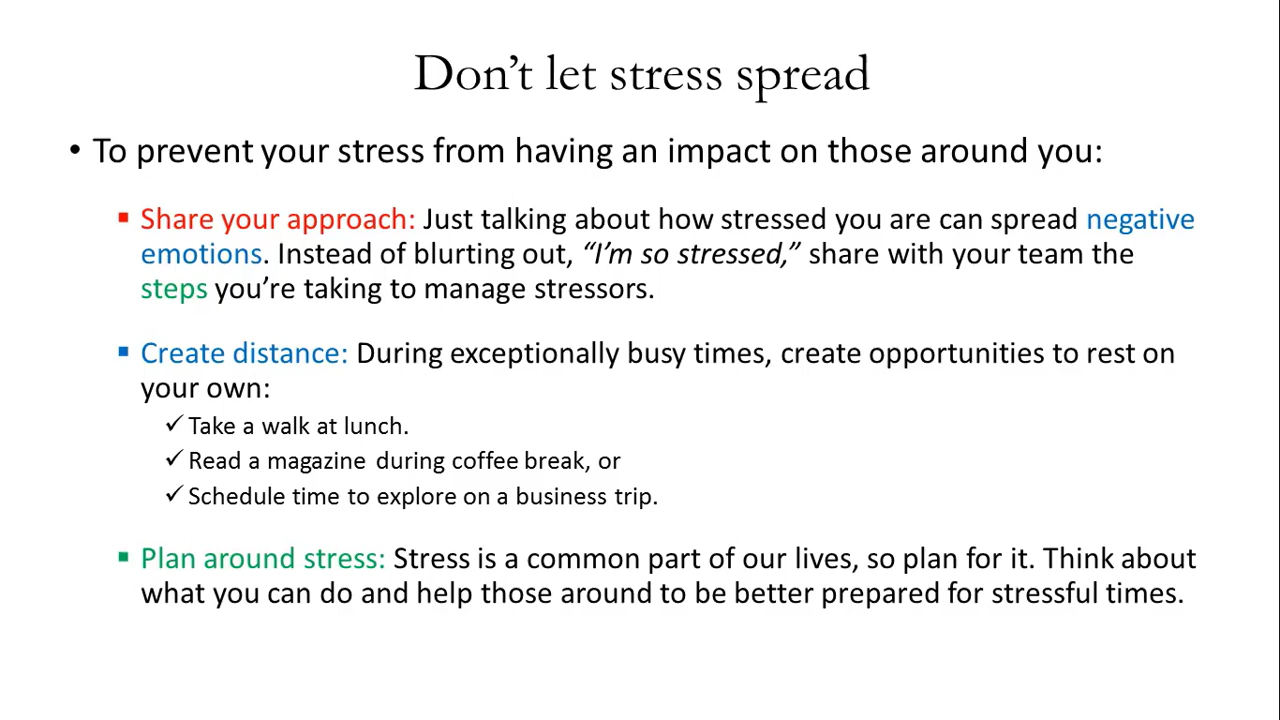 Don’t let stress spread
• To prevent your stress from having an impact on those around you:
▪ Share your approach: Just talking about how stressed you are can spread negative
emotions. Instead of blurting out, “I’m so stressed,” share with your team the
steps you’re taking to manage stressors.
▪ Create distance: During exceptionally busy times, create opportunities to rest on
your own:
✓ Take a walk at lunch.
✓ Read a magazine during coffee break, or
✓ Schedule time to explore on a business trip.
▪ Plan around stress: Stress is a common part of our lives, so plan for it. Think about
what you can do and help those around to be better prepared for stressful times.